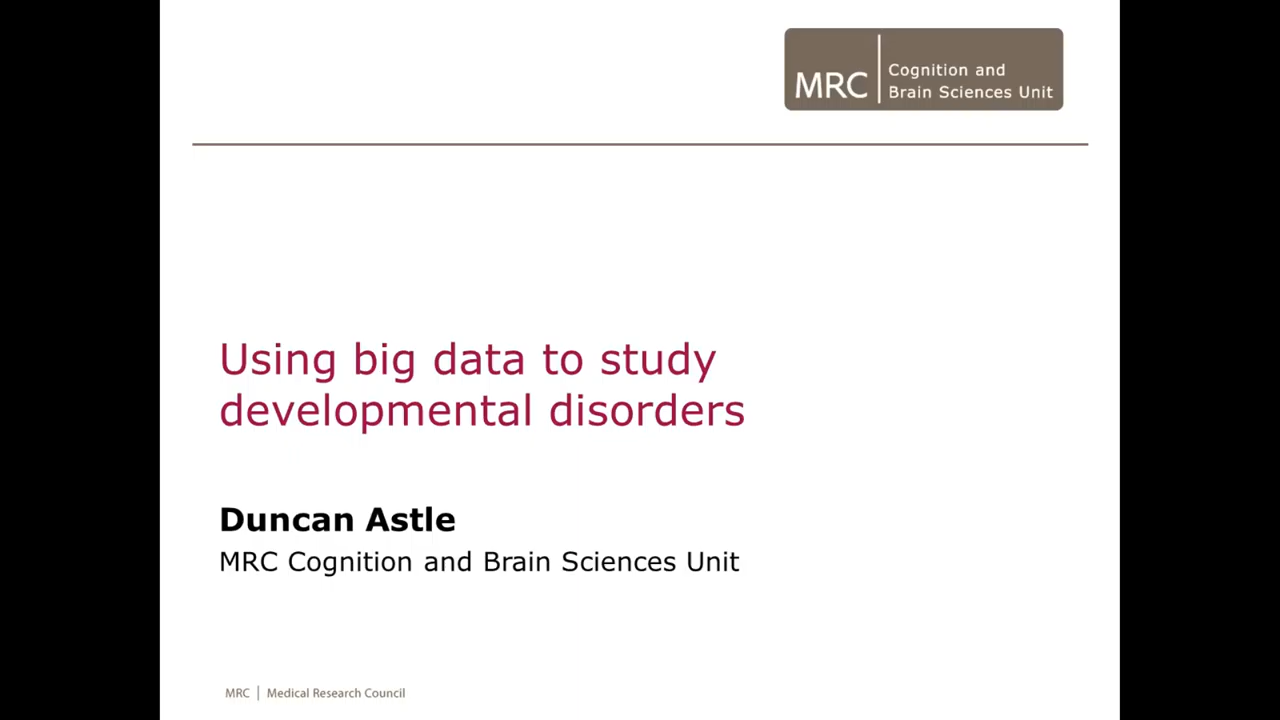 MRC
Cognition and
Brain Sciences Unit
Using big data to study
developmental disorders
Duncan Astle
MRC Cognition and Brain Sciences Unit
MRC | Medical Research Council